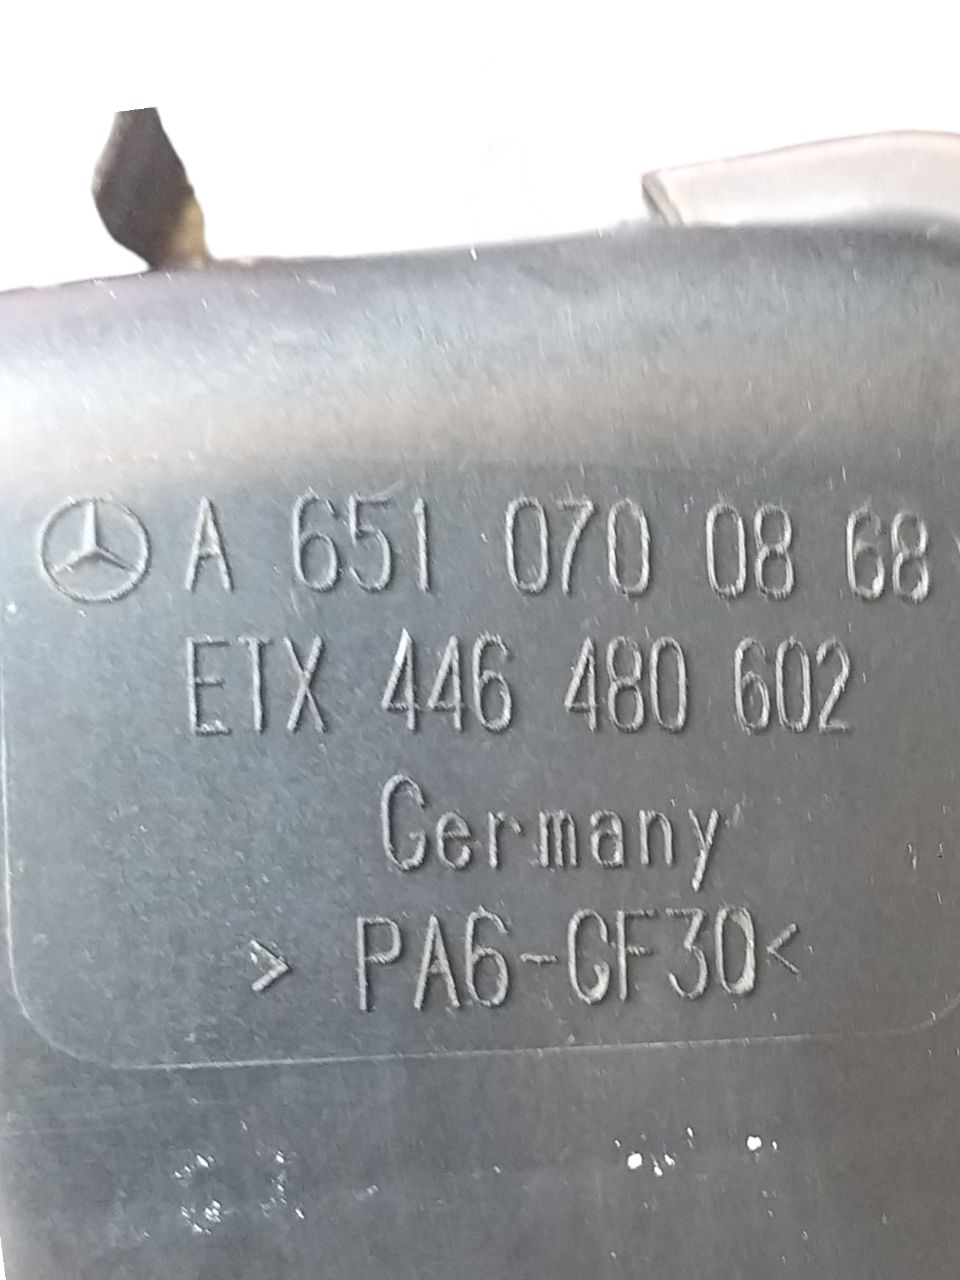 A 651 070 08 68
ETX 446 480 602
Germany
> PA6-GF30<